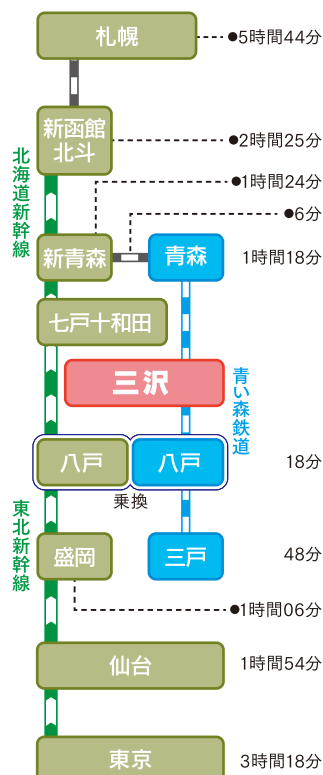 札幌
●5時間44分
新函館
北斗
●2時間25分
北海道新幹線
●1時間24分
●6分
新青森
青森
1時間18分
七戸十和田
三沢
青い森鉄道
八戸
八戸
18分
乗換
東北新幹線
盛岡
三戸
48分
●1時間06分
仙台
1時間54分
東京
3時間18分